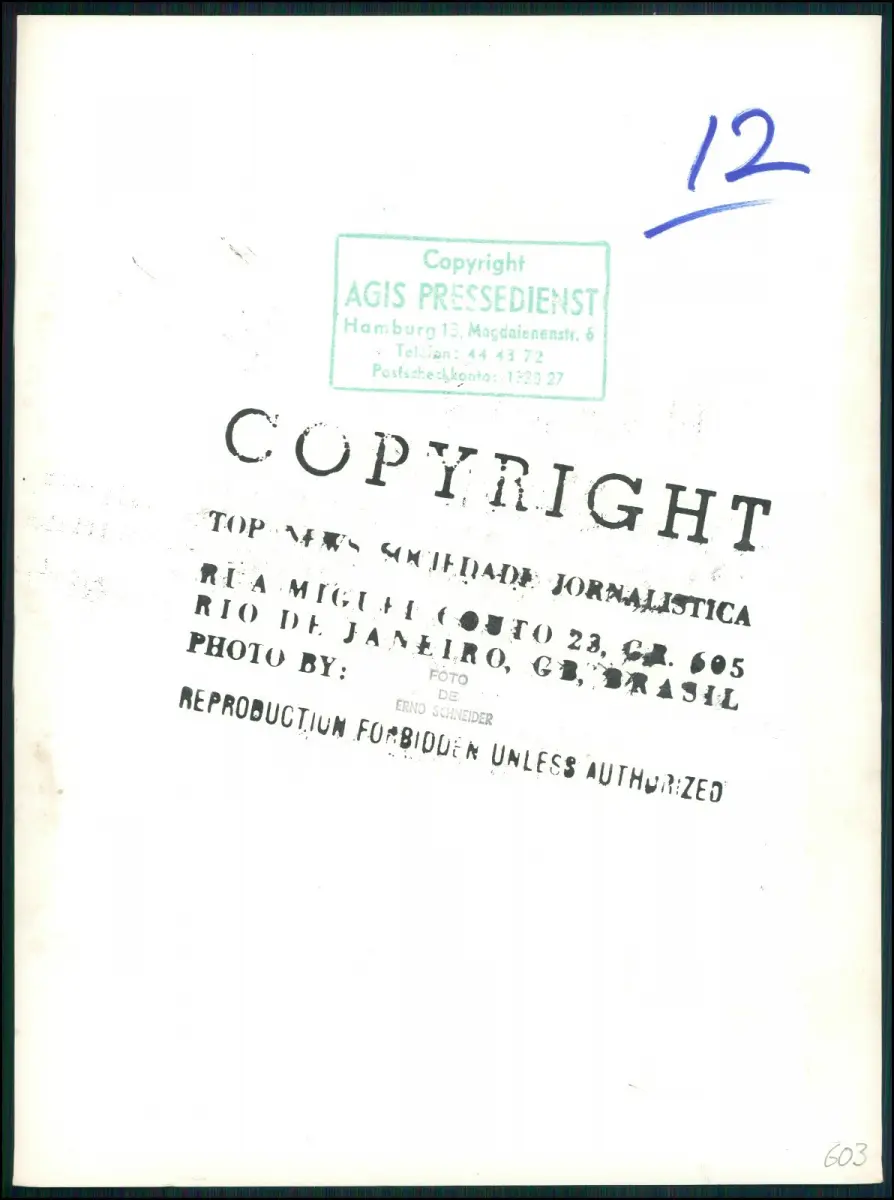 12
Copyright
AGIS PRESSEDIENST
Hamburg 13, Magdalenenstr. 6
Telefon: 44 43 72
Postscheckkonto: 27
COPYRIGHT
TOP NEWS SOCIEDADE JORNALISTICA
RUA MIGUEL COUTO 23, GR. 605
RIO DE JANEIRO, GB, BRASIL
PHOTO BY:
FOTO
DE
ERNO SCHNEIDER
REPRODUCTION FORBIDDEN UNLESS AUTHORIZED
603